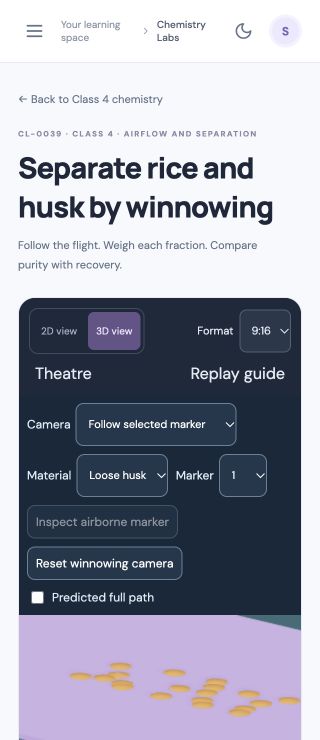 Your learning space
Chemistry Labs
S
← Back to Class 4 chemistry
CL-0039 · CLASS 4 · AIRFLOW AND SEPARATION
Separate rice and
husk by winnowing
Follow the flight. Weigh each fraction. Compare
purity with recovery.
2D view 3D view Format 9:16
Theatre Replay guide
Camera Follow selected marker
Material Loose husk Marker 1
Inspect airborne marker
Reset winnowing camera
Predicted full path